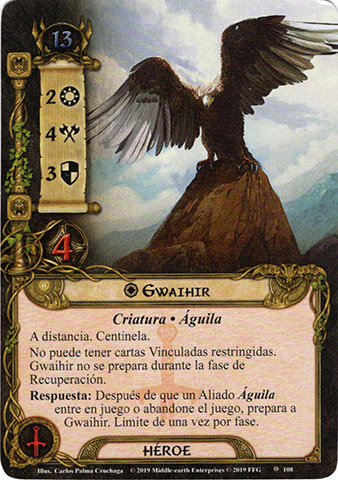 13
2
4
3
4
Gwaihir
Criatura • Águila
A distancia. Centinela.
No puede tener cartas Vinculadas restringidas.
Gwaihir no se prepara durante la fase de
Recuperación.
Respuesta: Después de que un Aliado Águila
entre en juego o abandone el juego, prepara a
Gwaihir. Límite de una vez por fase.
HÉROE
Illus. Carlos Palma Cruchaga © 2019 Middle-earth Enterprises © 2019 FFG 108